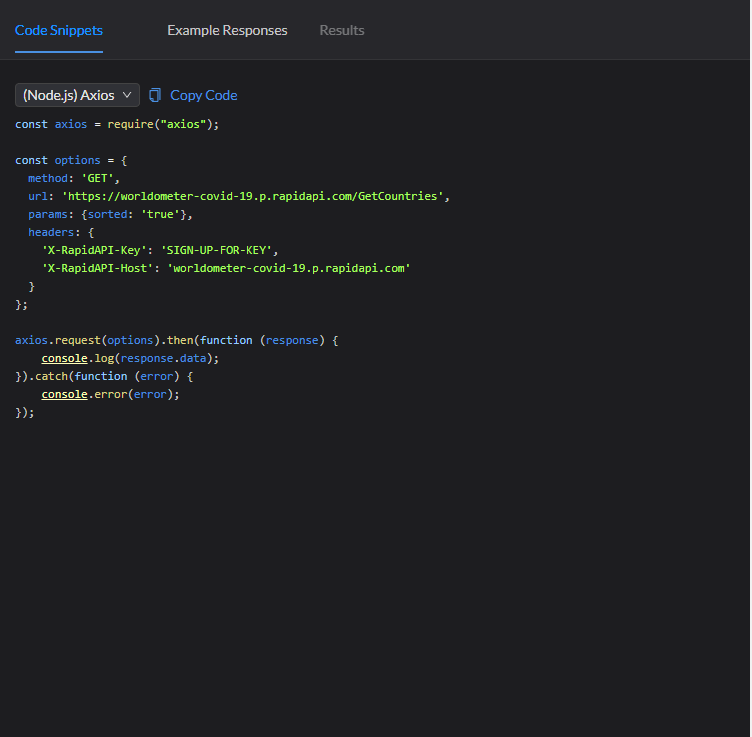 Code Snippets Example Responses Results
(Node.js) Axios Copy Code
const axios = require("axios");
const options = {
  method: 'GET',
  url: 'https://worldometer-covid-19.p.rapidapi.com/GetCountries',
  params: {sorted: 'true'},
  headers: {
    'X-RapidAPI-Key': 'SIGN-UP-FOR-KEY',
    'X-RapidAPI-Host': 'worldometer-covid-19.p.rapidapi.com'
  }
};
axios.request(options).then(function (response) {
    console.log(response.data);
}).catch(function (error) {
    console.error(error);
});